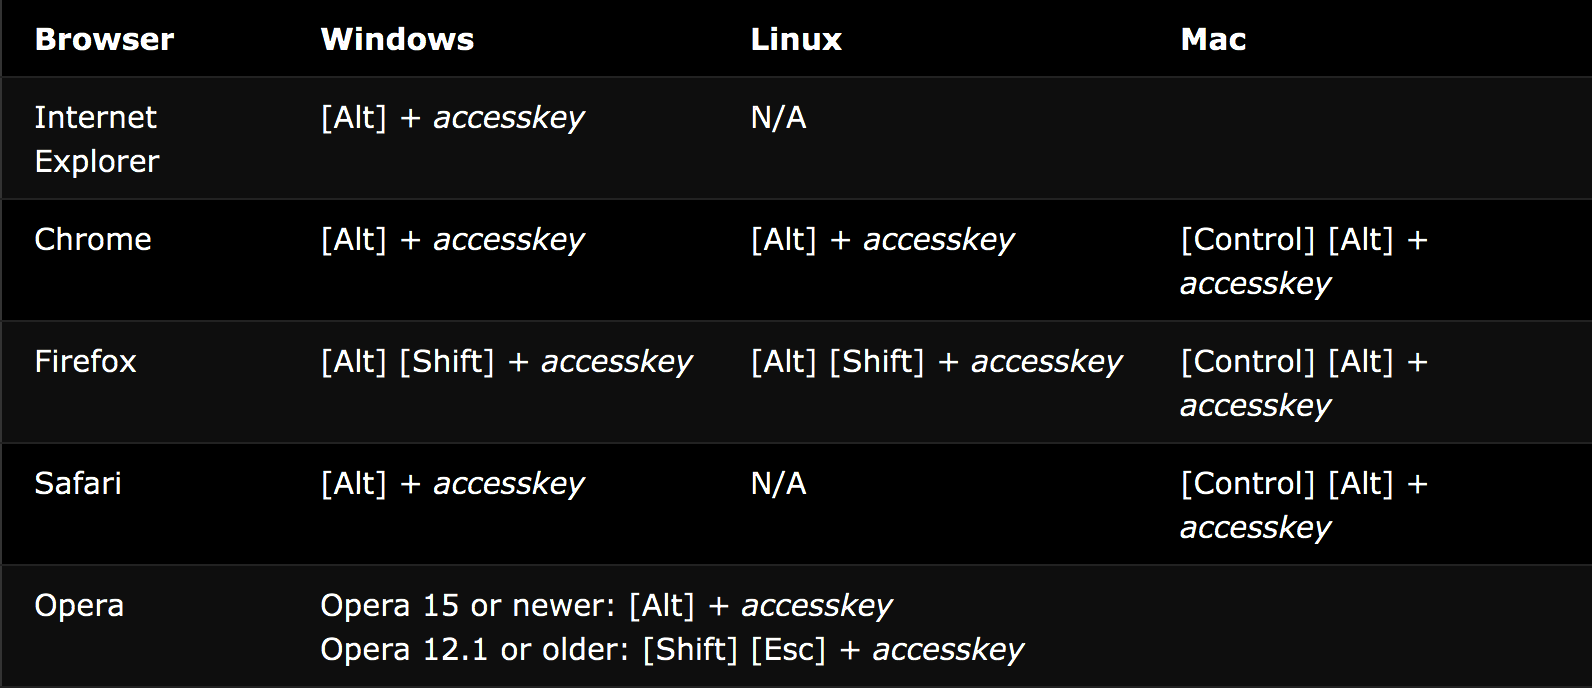 Browser Windows Linux Mac
Internet Explorer [Alt] + accesskey N/A
Chrome [Alt] + accesskey [Alt] + accesskey [Control] [Alt] + accesskey
Firefox [Alt] [Shift] + accesskey [Alt] [Shift] + accesskey [Control] [Alt] + accesskey
Safari [Alt] + accesskey N/A [Control] [Alt] + accesskey
Opera Opera 15 or newer: [Alt] + accesskey
Opera 12.1 or older: [Shift] [Esc] + accesskey